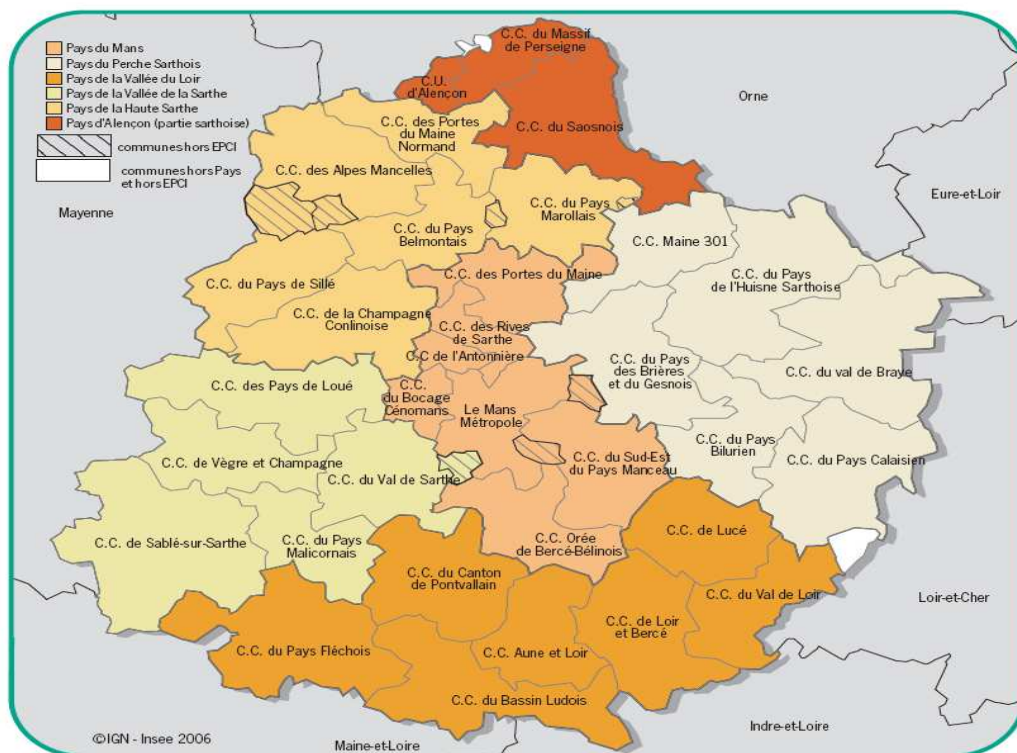 Pays du Mans
Pays du Perche Sarthois
Pays de la Vallée du Loir
Pays de la Vallée de la Sarthe
Pays de la Haute Sarthe
Pays d'Alençon (partie sarthoise)
communes hors EPCI
communes hors Pays
et hors EPCI
C.C. du Massif
de Perseigne
C.U.
d'Alençon
Orne
C.C. des Portes
du Maine
Normand
C.C. du Saosnois
C.C. des Alpes Mancelles
Mayenne
Eure-et-Loir
C.C. du Pays
Marollais
C.C. du Pays
Belmontais
C.C. Maine 301
C.C. des Portes du Maine
C.C. du Pays
de l'Huisne Sarthoise
C.C. du Pays de Sillé
C.C. de la Champagne
Conlinoise
C.C. des Rives
de Sarthe
C.C de l'Antonnière
C.C. du Pays
des Brières
et du Gesnois
C.C. du val de Braye
C.C. des Pays de Loué
C.C.
du Bocage
Cénomans
Le Mans
Métropole
C.C. du Pays
Bilurien
C.C. de Vègre et Champagne
C.C. du Sud-Est
du Pays Manceau
C.C. du Pays Calaisien
C.C. du Val de Sarthe
C.C. de Sablé-sur-Sarthe
C.C. du Pays
Malicornais
C.C. Orée
de Bercé-Bélinois
C.C. de Lucé
C.C. du Canton
de Pontvallain
C.C. du Val de Loir
Loir-et-Cher
C.C. de Loir
et Bercé
C.C. du Pays Fléchois
C.C. Aune et Loir
C.C. du Bassin Ludois
Indre-et-Loire
©IGN - Insee 2006
Maine-et-Loire